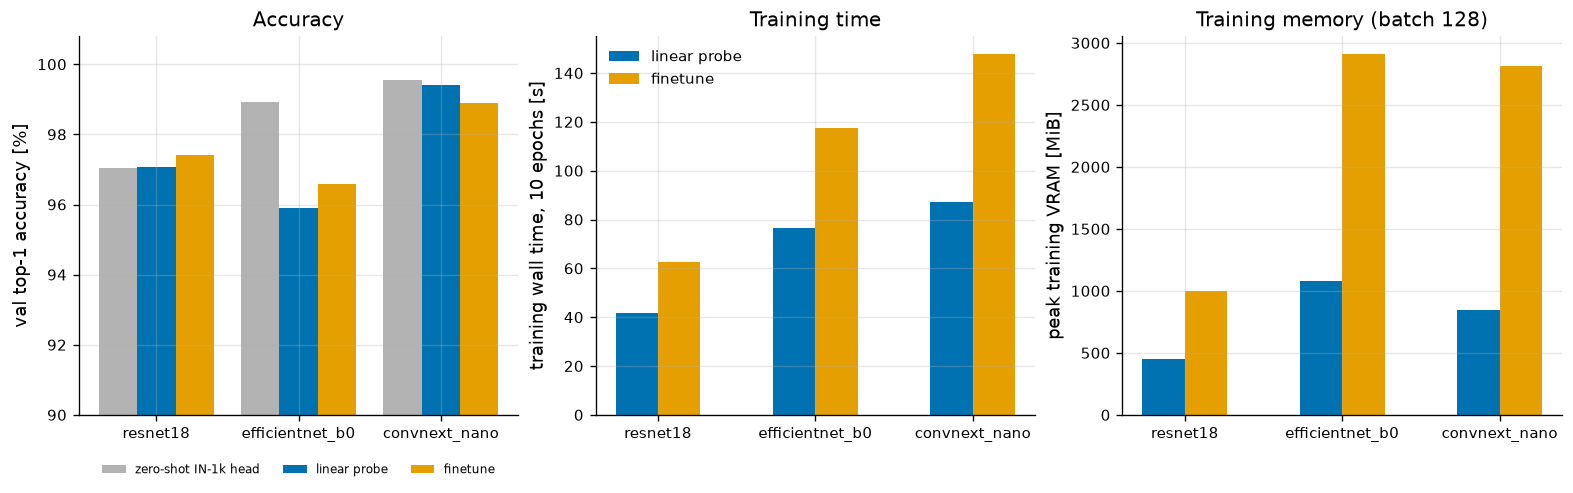 Accuracy
val top-1 accuracy [%]
100
98
96
94
92
90
resnet18
efficientnet_b0
convnext_nano
zero-shot IN-1k head
linear probe
finetune
Training time
training wall time, 10 epochs [s]
linear probe
finetune
140
120
100
80
60
40
20
0
resnet18
efficientnet_b0
convnext_nano
Training memory (batch 128)
peak training VRAM [MiB]
3000
2500
2000
1500
1000
500
0
resnet18
efficientnet_b0
convnext_nano